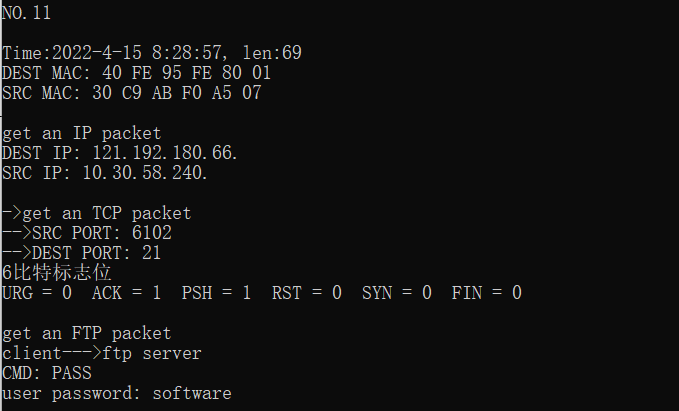 NO.11
Time:2022-4-15 8:28:57, len:69
DEST MAC: 40 FE 95 FE 80 01
SRC MAC: 30 C9 AB F0 A5 07
get an IP packet
DEST IP: 121.192.180.66.
SRC IP: 10.30.58.240.
->get an TCP packet
-->SRC PORT: 6102
-->DEST PORT: 21
6比特标志位
URG = 0  ACK = 1  PSH = 1  RST = 0  SYN = 0  FIN = 0
get an FTP packet
client--->ftp server
CMD: PASS
user password: software